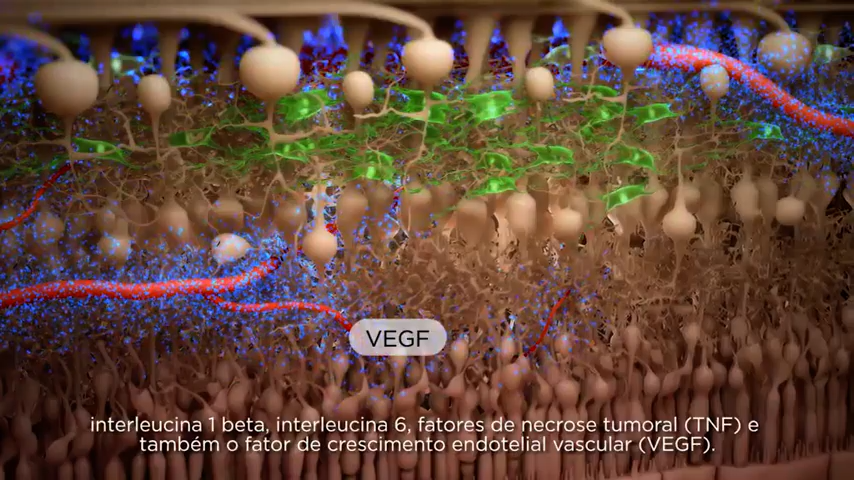 VEGF
interleucina 1 beta, interleucina 6, fatores de necrose tumoral (TNF) e
também o fator de crescimento endotelial vascular (VEGF).